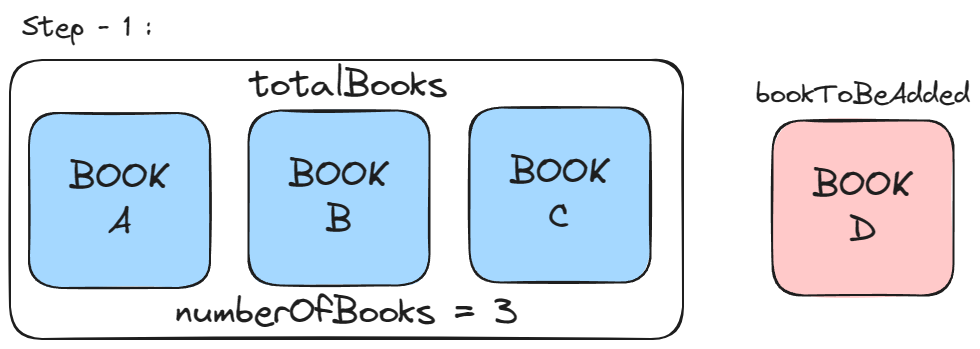 Step - 1 :
totalBooks
BOOK
A
BOOK
B
BOOK
C
numberOfBooks = 3
bookToBeAdded
BOOK
D